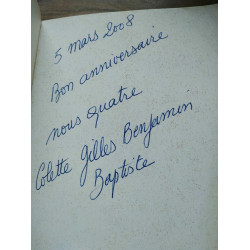 5 mars 2008
Bon anniversaire
nous quatre
Colette Gilles Benjamin
Baptiste